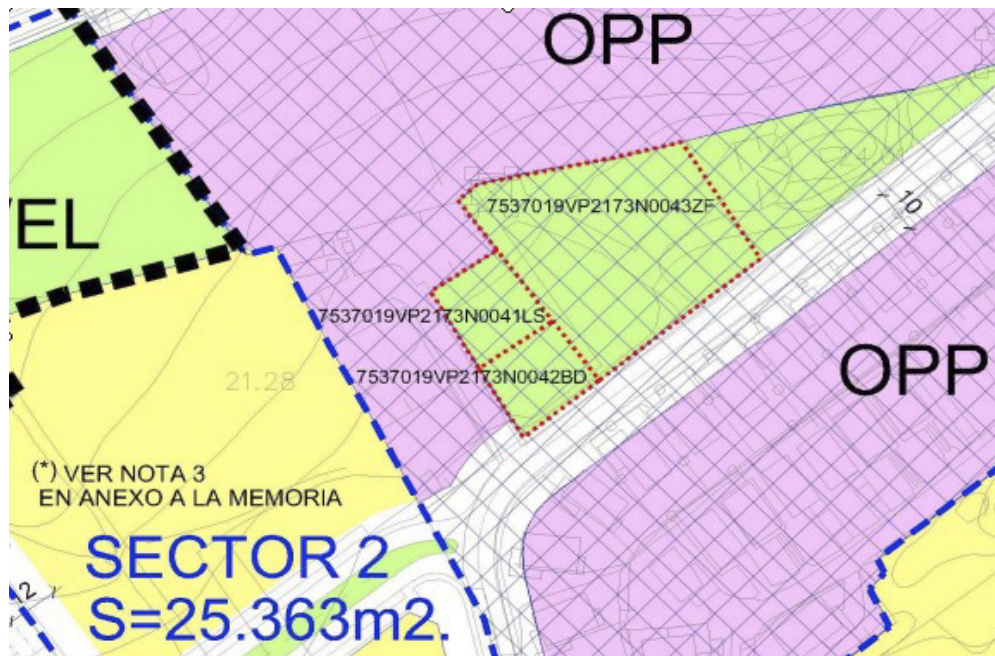 OPP
7537019VP2173N0043ZF
10
EL
7537019VP2173N0041LS
OPP
7537019VP2173N0042BD
21.28
(*) VER NOTA 3
EN ANEXO A LA MEMORIA
SECTOR 2
S=25.363m2.